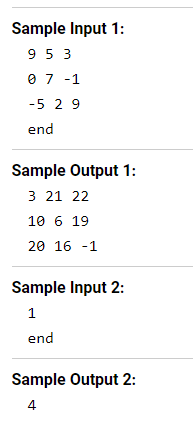 Sample Input 1:
9 5 3
0 7 -1
-5 2 9
end
Sample Output 1:
3 21 22
10 6 19
20 16 -1
Sample Input 2:
1
end
Sample Output 2:
4